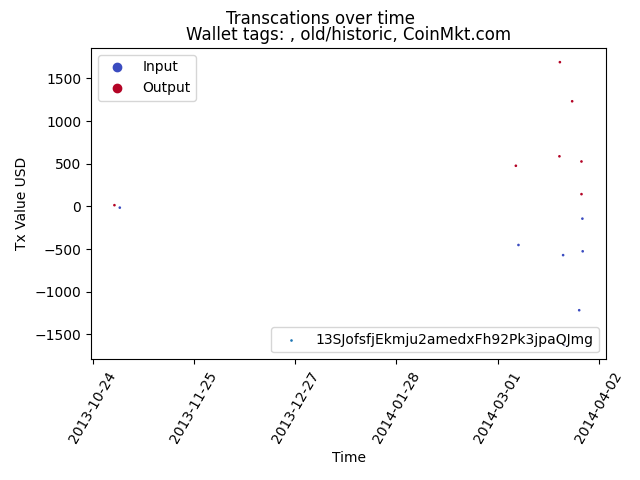 Transcations over time
Wallet tags: , old/historic, CoinMkt.com
Input
Output
1500
1000
500
0
−500
−1000
−1500
Tx Value USD
13SJofsfjEkmju2amedxFh92Pk3jpaQJmg
2013-10-24
2013-11-25
2013-12-27
2014-01-28
2014-03-01
2014-04-02
Time